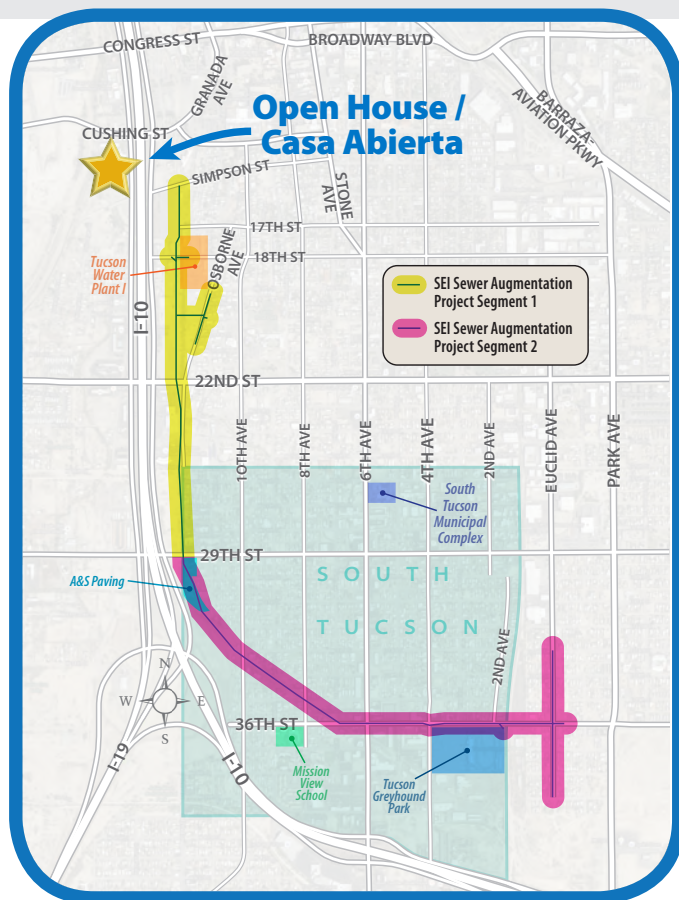 CONGRESS ST
BROADWAY BLVD
GRANADA
AVE
BARRAZA-
AVIATION PKWY
Open House /
Casa Abierta
CUSHING ST
SIMPSON ST
STONE
AVE
17TH ST
18TH ST
OSBORNE
AVE
Tucson
Water
Plant I
I-10
SEI Sewer Augmentation
Project Segment 1
SEI Sewer Augmentation
Project Segment 2
22ND ST
10TH AVE
8TH AVE
6TH AVE
4TH AVE
2ND AVE
EUCLID AVE
PARK AVE
South
Tucson
Municipal
Complex
29TH ST
A&S Paving
SOUTH
TUCSON
2ND AVE
N
W
E
S
36TH ST
I-19
I-10
Mission
View
School
Tucson
Greyhound
Park